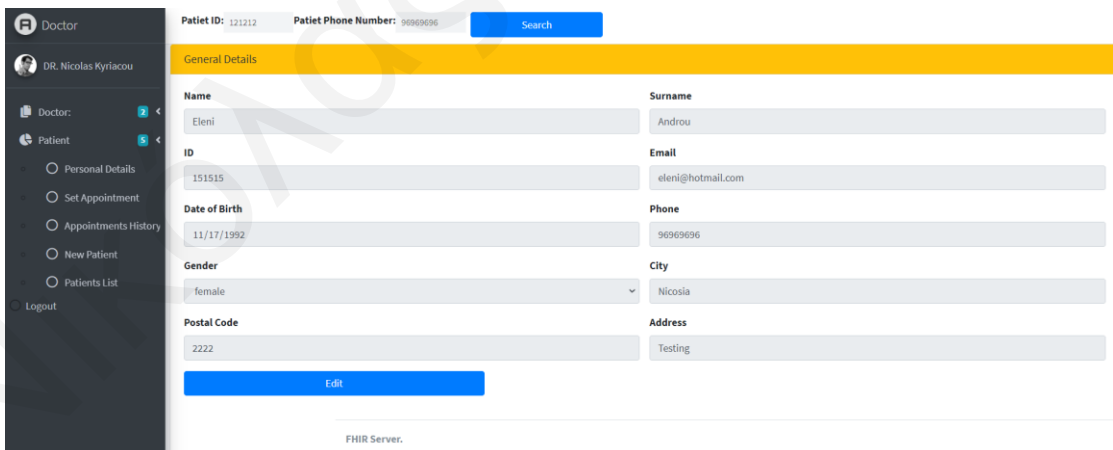 Doctor
Patiet ID: 121212 Patiet Phone Number: 96969696 Search
DR. Nicolas Kyriacou
General Details
Doctor: 2
Patient 5
Personal Details
Set Appointment
Appointments History
New Patient
Patients List
Logout
Name Surname
Eleni Androu
ID Email
151515 eleni@hotmail.com
Date of Birth Phone
11/17/1992 96969696
Gender City
female Nicosia
Postal Code Address
2222 Testing
Edit
FHIR Server.